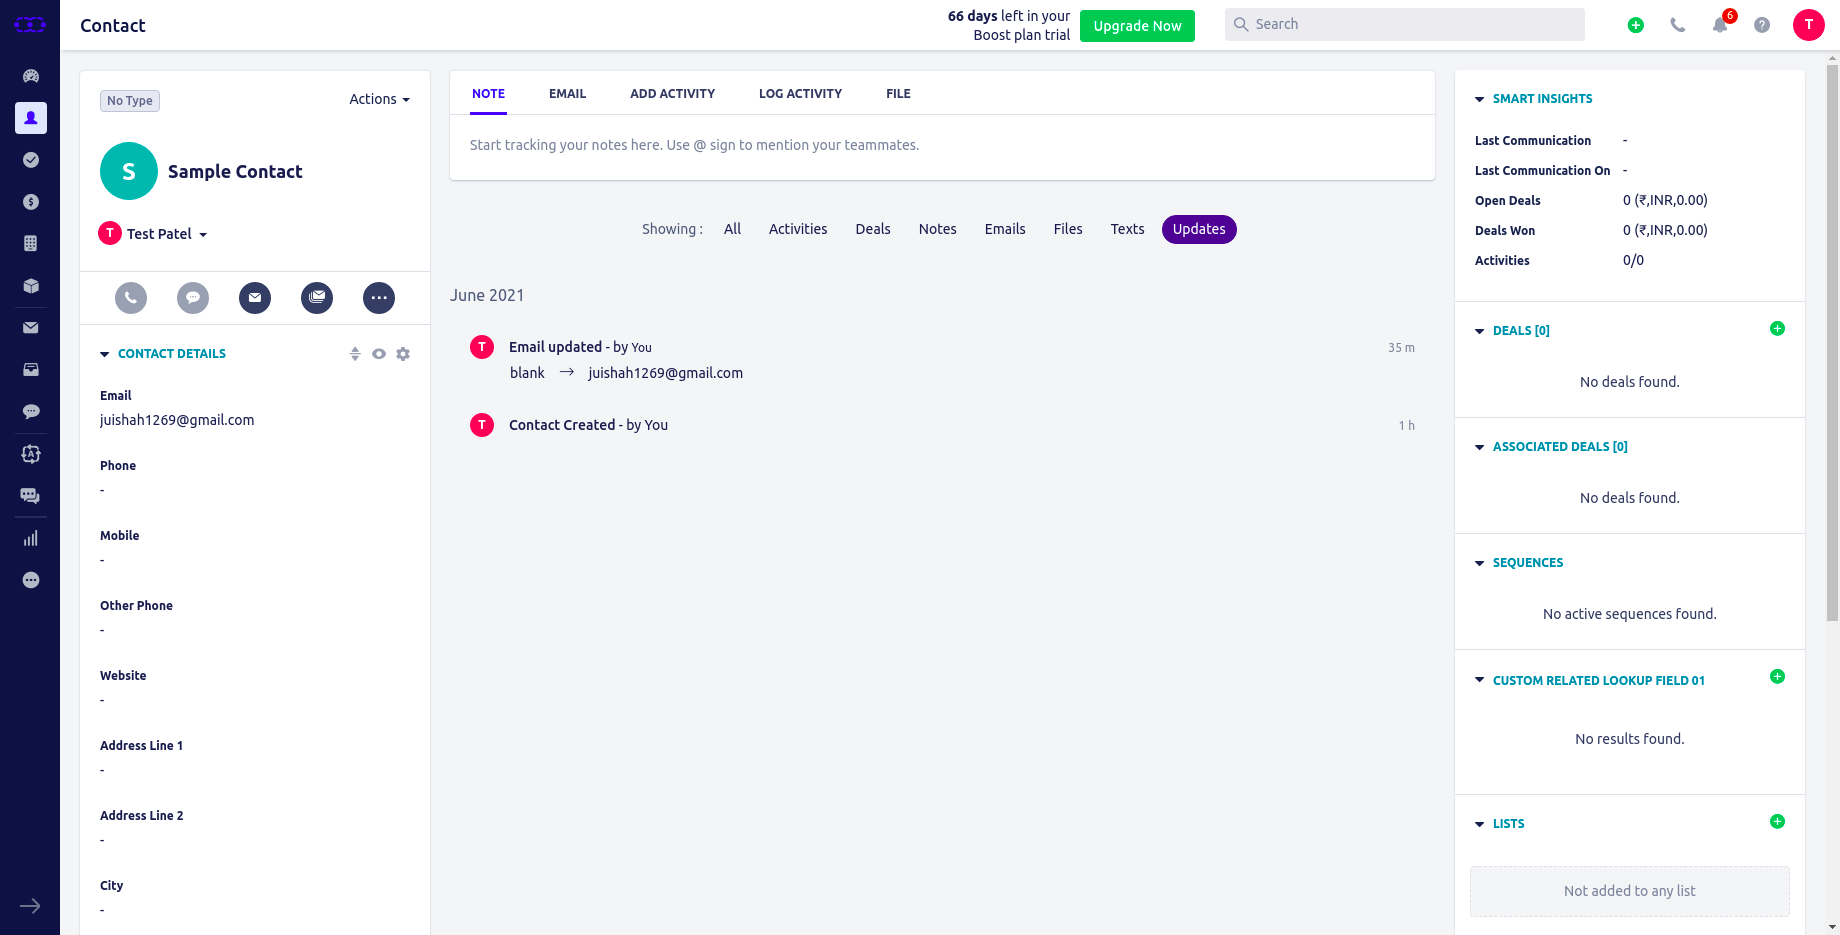 Contact
66 days left in your
Boost plan trial
Upgrade Now
Search
6
?
T
No Type
Actions
S
Sample Contact
T
Test Patel
CONTACT DETAILS
Email
juishah1269@gmail.com
Phone
-
Mobile
-
Other Phone
-
Website
-
Address Line 1
-
Address Line 2
-
City
-
NOTE EMAIL ADD ACTIVITY LOG ACTIVITY FILE
Start tracking your notes here. Use @ sign to mention your teammates.
Showing : All Activities Deals Notes Emails Files Texts Updates
June 2021
T
Email updated - by You 35 m
blank → juishah1269@gmail.com
T
Contact Created - by You 1 h
SMART INSIGHTS
Last Communication -
Last Communication On -
Open Deals 0 (₹,INR,0.00)
Deals Won 0 (₹,INR,0.00)
Activities 0/0
DEALS [0]
No deals found.
ASSOCIATED DEALS [0]
No deals found.
SEQUENCES
No active sequences found.
CUSTOM RELATED LOOKUP FIELD 01
No results found.
LISTS
Not added to any list